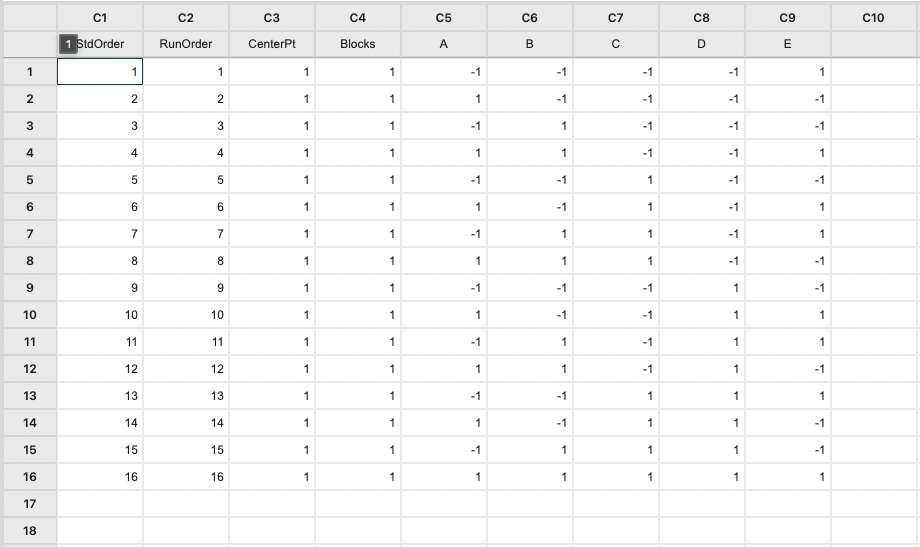 C1 C2 C3 C4 C5 C6 C7 C8 C9 C10
1 StdOrder RunOrder CenterPt Blocks A B C D E
1 1 1 1 1 -1 -1 -1 -1 1
2 2 2 1 1 1 -1 -1 -1 -1
3 3 3 1 1 -1 1 -1 -1 -1
4 4 4 1 1 1 1 -1 -1 1
5 5 5 1 1 -1 -1 1 -1 -1
6 6 6 1 1 1 -1 1 -1 1
7 7 7 1 1 -1 1 1 -1 1
8 8 8 1 1 1 1 1 -1 -1
9 9 9 1 1 -1 -1 -1 1 -1
10 10 10 1 1 1 -1 -1 1 1
11 11 11 1 1 -1 1 -1 1 1
12 12 12 1 1 1 1 -1 1 -1
13 13 13 1 1 -1 -1 1 1 1
14 14 14 1 1 1 -1 1 1 -1
15 15 15 1 1 -1 1 1 1 -1
16 16 16 1 1 1 1 1 1 1
17
18